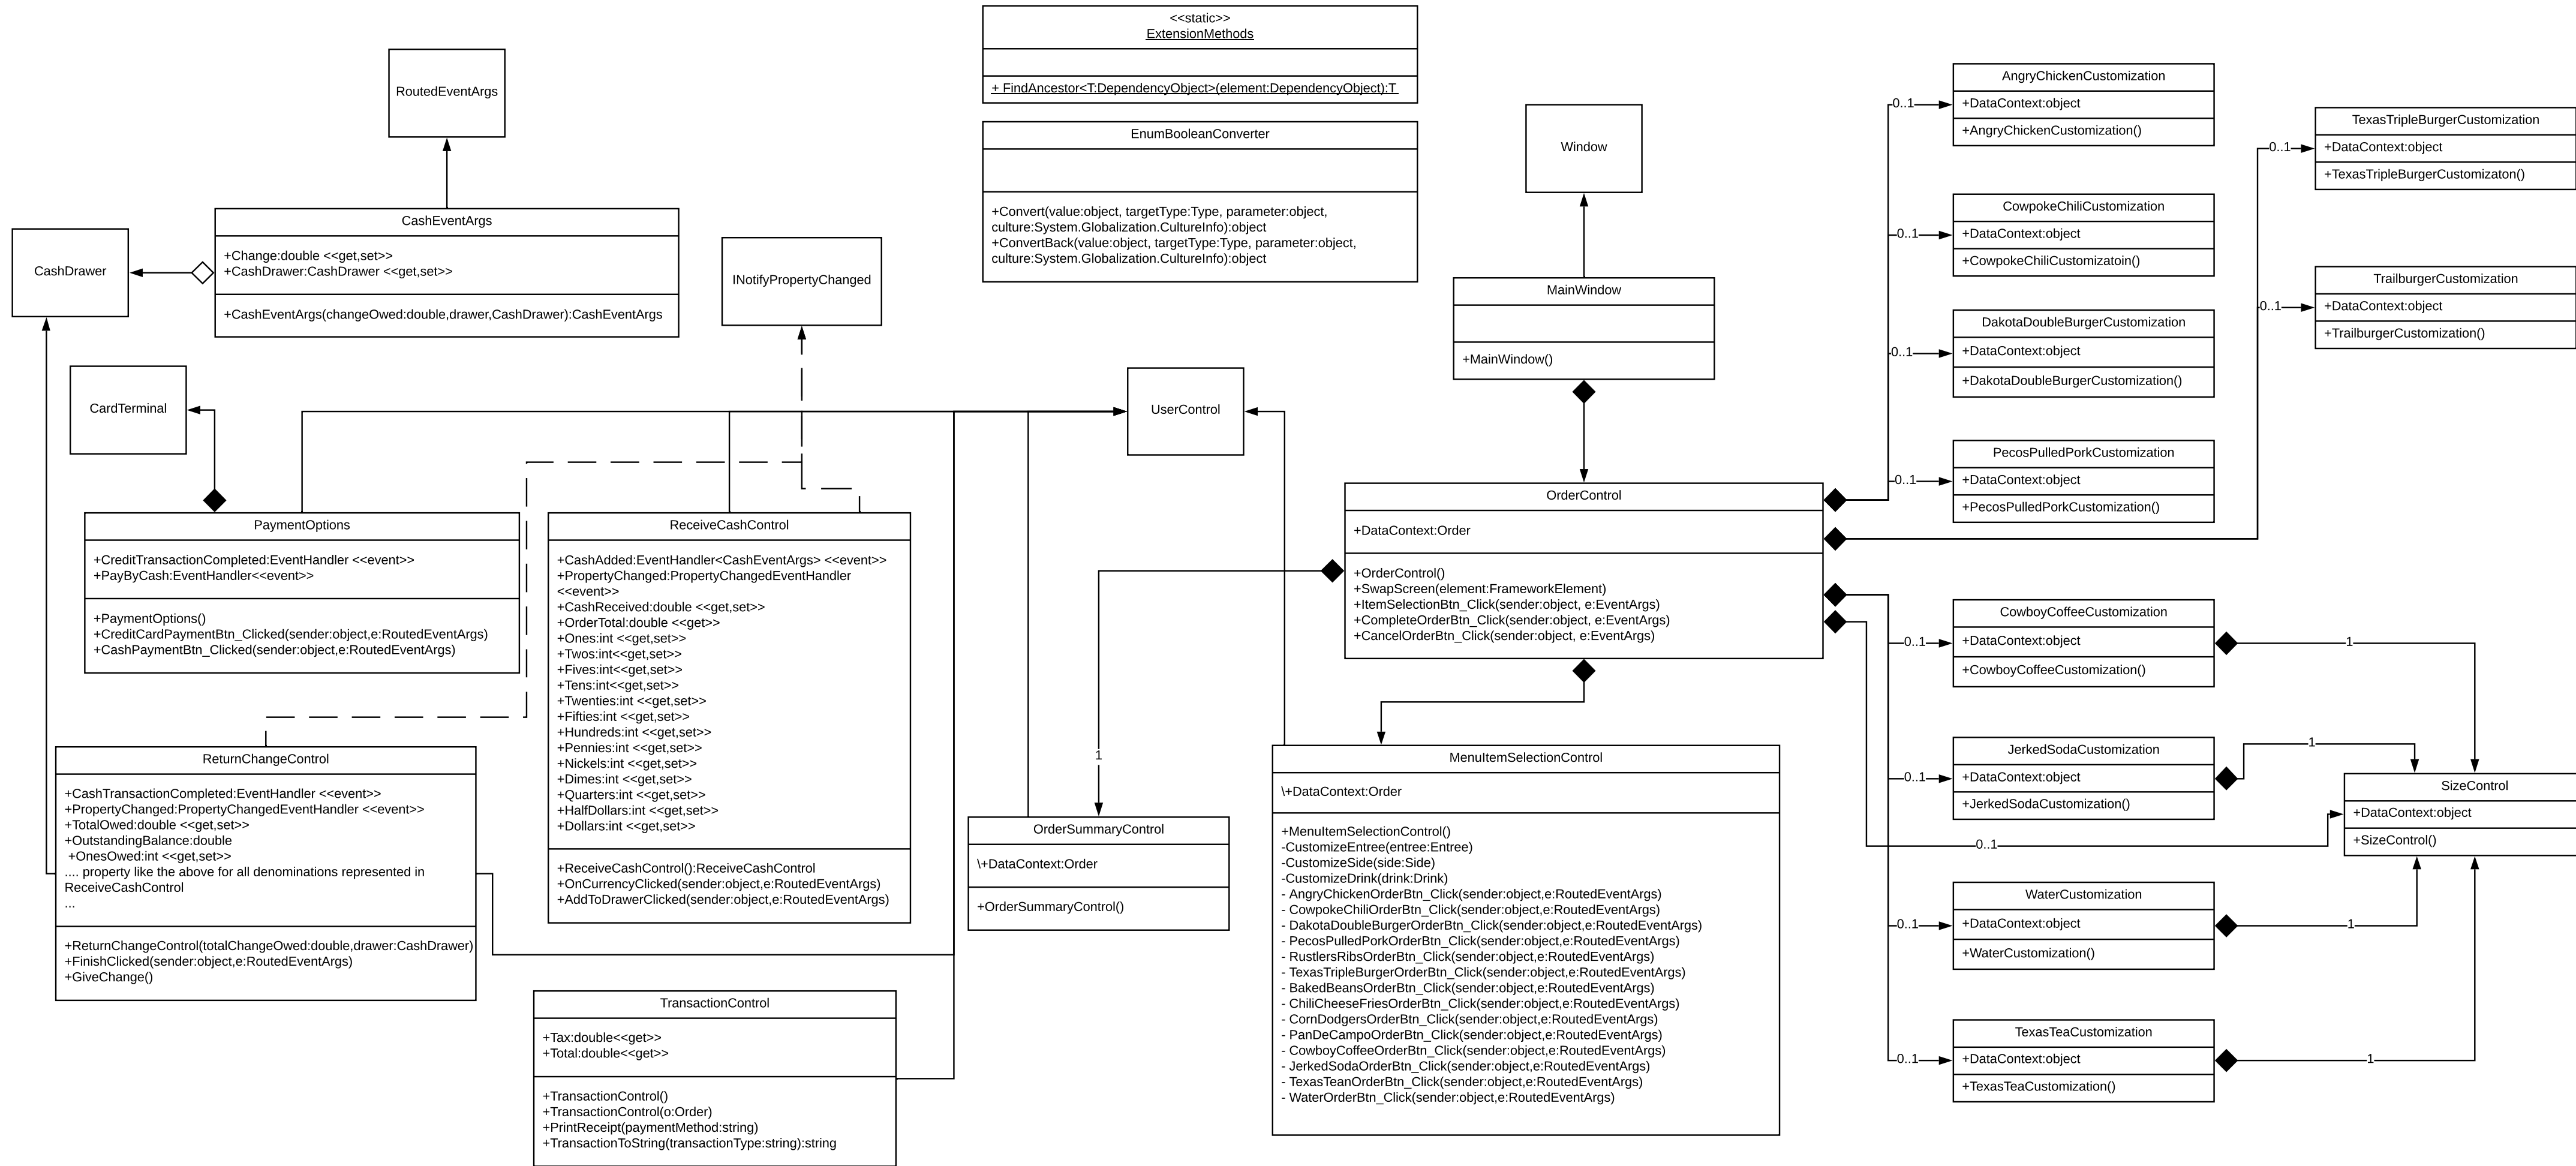 <<static>>
ExtensionMethods
+ FindAncestor<T:DependencyObject>(element:DependencyObject):T
RoutedEventArgs
EnumBooleanConverter
+Convert(value:object, targetType:Type, parameter:object,
culture:System.Globalization.CultureInfo):object
+ConvertBack(value:object, targetType:Type, parameter:object,
culture:System.Globalization.CultureInfo):object
Window
CashEventArgs
+Change:double <<get,set>>
+CashDrawer:CashDrawer <<get,set>>
+CashEventArgs(changeOwed:double,drawer,CashDrawer):CashEventArgs
CashDrawer
INotifyPropertyChanged
MainWindow
+MainWindow()
CardTerminal
UserControl
PaymentOptions
+CreditTransactionCompleted:EventHandler <<event>>
+PayByCash:EventHandler<<event>>
+PaymentOptions()
+CreditCardPaymentBtn_Clicked(sender:object,e:RoutedEventArgs)
+CashPaymentBtn_Clicked(sender:object,e:RoutedEventArgs)
ReceiveCashControl
+CashAdded:EventHandler<CashEventArgs> <<event>>
+PropertyChanged:PropertyChangedEventHandler
<<event>>
+CashReceived:double <<get,set>>
+OrderTotal:double <<get>>
+Ones:int <<get,set>>
+Twos:int<<get,set>>
+Fives:int<<get,set>>
+Tens:int<<get,set>>
+Twenties:int <<get,set>>
+Fifties:int <<get,set>>
+Hundreds:int <<get,set>>
+Pennies:int <<get,set>>
+Nickels:int <<get,set>>
+Dimes:int <<get,set>>
+Quarters:int <<get,set>>
+HalfDollars:int <<get,set>>
+Dollars:int <<get,set>>
+ReceiveCashControl():ReceiveCashControl
+OnCurrencyClicked(sender:object,e:RoutedEventArgs)
+AddToDrawerClicked(sender:object,e:RoutedEventArgs)
ReturnChangeControl
+CashTransactionCompleted:EventHandler <<event>>
+PropertyChanged:PropertyChangedEventHandler <<event>>
+TotalOwed:double <<get,set>>
+OutstandingBalance:double
+OnesOwed:int <<get,set>>
.... property like the above for all denominations represented in
ReceiveCashControl
...
+ReturnChangeControl(totalChangeOwed:double,drawer:CashDrawer)
+FinishClicked(sender:object,e:RoutedEventArgs)
+GiveChange()
TransactionControl
+Tax:double<<get>>
+Total:double<<get>>
+TransactionControl()
+TransactionControl(o:Order)
+PrintReceipt(paymentMethod:string)
+TransactionToString(transactionType:string):string
OrderControl
+DataContext:Order
+OrderControl()
+SwapScreen(element:FrameworkElement)
+ItemSelectionBtn_Click(sender:object, e:EventArgs)
+CompleteOrderBtn_Click(sender:object, e:EventArgs)
+CancelOrderBtn_Click(sender:object, e:EventArgs)
1
OrderSummaryControl
\+DataContext:Order
+OrderSummaryControl()
MenuItemSelectionControl
\+DataContext:Order
+MenuItemSelectionControl()
-CustomizeEntree(entree:Entree)
-CustomizeSide(side:Side)
-CustomizeDrink(drink:Drink)
- AngryChickenOrderBtn_Click(sender:object,e:RoutedEventArgs)
- CowpokeChiliOrderBtn_Click(sender:object,e:RoutedEventArgs)
- DakotaDoubleBurgerOrderBtn_Click(sender:object,e:RoutedEventArgs)
- PecosPulledPorkOrderBtn_Click(sender:object,e:RoutedEventArgs)
- RustlersRibsOrderBtn_Click(sender:object,e:RoutedEventArgs)
- TexasTripleBurgerOrderBtn_Click(sender:object,e:RoutedEventArgs)
- BakedBeansOrderBtn_Click(sender:object,e:RoutedEventArgs)
- ChiliCheeseFriesOrderBtn_Click(sender:object,e:RoutedEventArgs)
- CornDodgersOrderBtn_Click(sender:object,e:RoutedEventArgs)
- PanDeCampoOrderBtn_Click(sender:object,e:RoutedEventArgs)
- CowboyCoffeeOrderBtn_Click(sender:object,e:RoutedEventArgs)
- JerkedSodaOrderBtn_Click(sender:object,e:RoutedEventArgs)
- TexasTeanOrderBtn_Click(sender:object,e:RoutedEventArgs)
- WaterOrderBtn_Click(sender:object,e:RoutedEventArgs)
0..1
AngryChickenCustomization
+DataContext:object
+AngryChickenCustomization()
0..1
CowpokeChiliCustomization
+DataContext:object
+CowpokeChiliCustomizatoin()
0..1
DakotaDoubleBurgerCustomization
+DataContext:object
+DakotaDoubleBurgerCustomization()
0..1
PecosPulledPorkCustomization
+DataContext:object
+PecosPulledPorkCustomization()
0..1
TexasTripleBurgerCustomization
+DataContext:object
+TexasTripleBurgerCustomizaton()
0..1
TrailburgerCustomization
+DataContext:object
+TrailburgerCustomization()
0..1
CowboyCoffeeCustomization
+DataContext:object
+CowboyCoffeeCustomization()
1
0..1
JerkedSodaCustomization
+DataContext:object
+JerkedSodaCustomization()
1
SizeControl
+DataContext:object
+SizeControl()
0..1
0..1
WaterCustomization
+DataContext:object
+WaterCustomization()
1
0..1
TexasTeaCustomization
+DataContext:object
+TexasTeaCustomization()
1